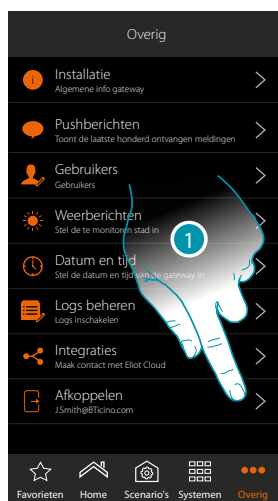 Overig
Installatie
Algemene info gateway
Pushberichten
Toont de laatste honderd ontvangen meldingen
Gebruikers
Gebruikers
Weerberichten
Stel de te monitoren stad in
1
Datum en tijd
Stel de datum en tijd van de gateway in
Logs beheren
Logs inschakelen
Integraties
Maak contact met Eliot Cloud
Afkoppelen
J.Smith@BTicino.com
Favorieten Home Scenario's Systemen Overig